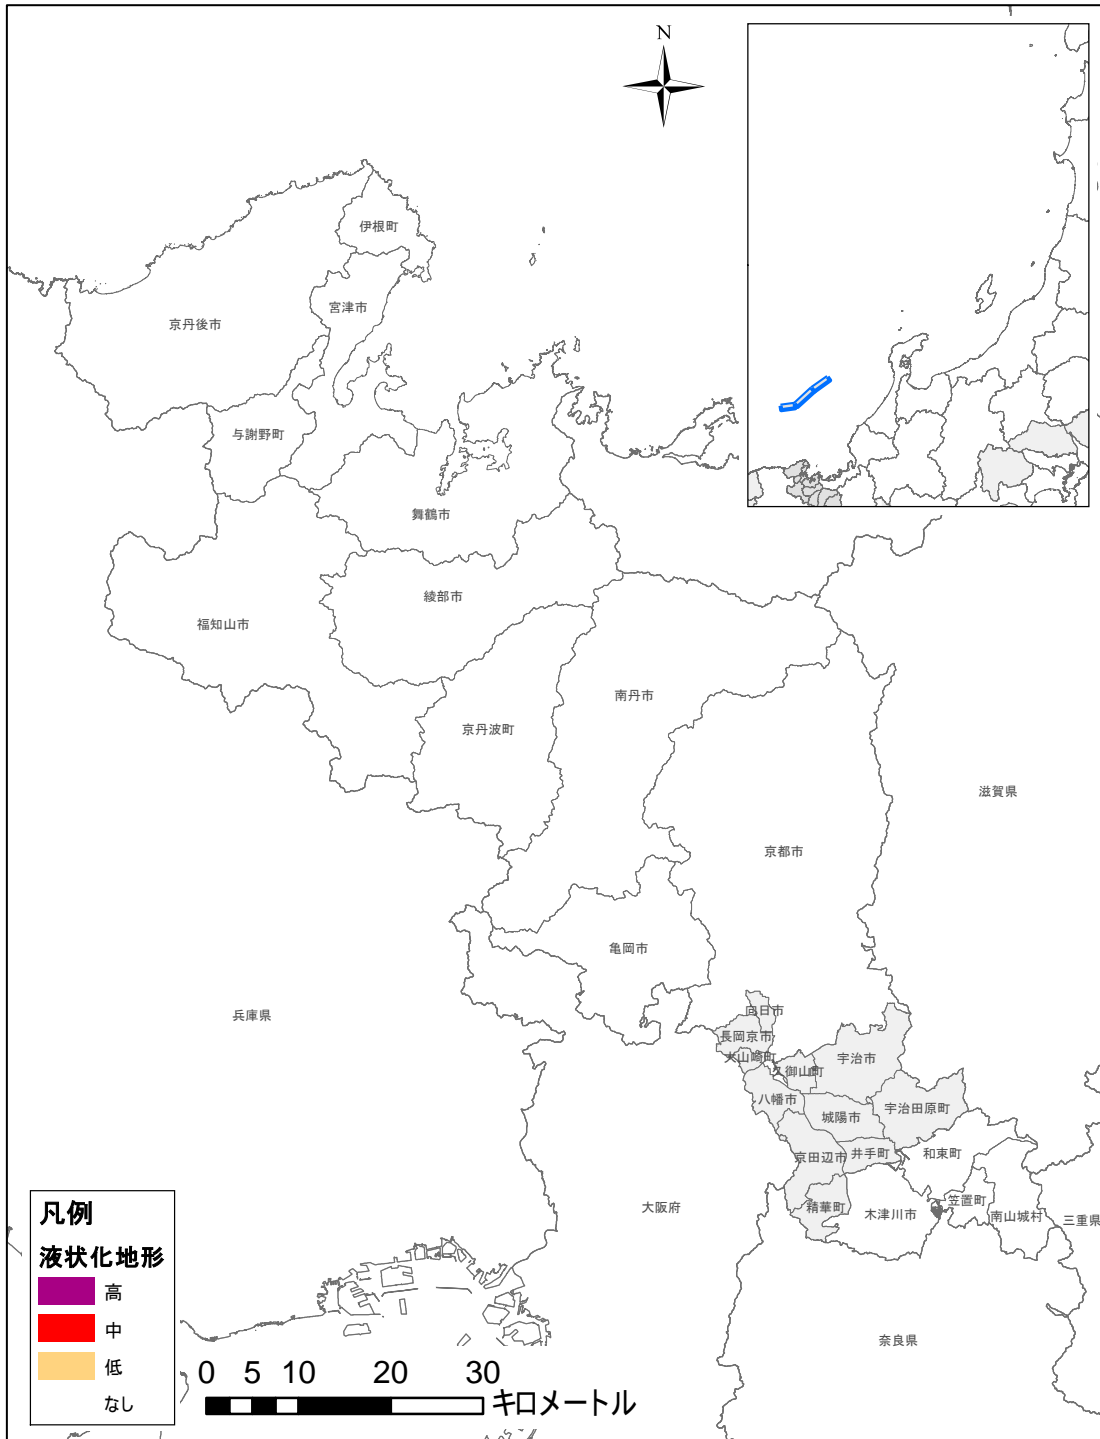 N
伊根町
宮津市
京丹後市
与謝野町
舞鶴市
綾部市
福知山市
南丹市
京丹波町
滋賀県
京都市
亀岡市
兵庫県
向日市
長岡京市
大山崎町
宇治市
久御山町
八幡市
宇治田原町
城陽市
京田辺市
井手町
和束町
笠置町
精華町
木津川市
南山城村
三重県
大阪府
奈良県
凡例
液状化地形
高
中
低
なし
0 5 10 20 30
キロメートル